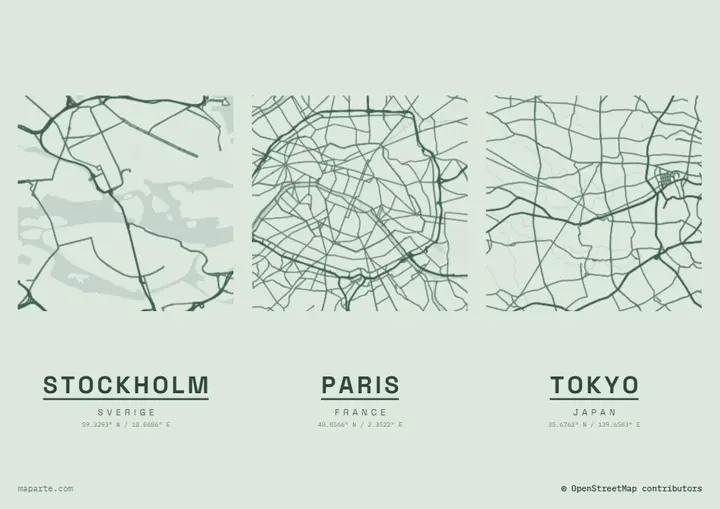 STOCKHOLM
SVERIGE
59.3293° N / 18.0686° E
PARIS
FRANCE
48.8566° N / 2.3522° E
TOKYO
JAPAN
35.6762° N / 139.6503° E
maparte.com
© OpenStreetMap contributors